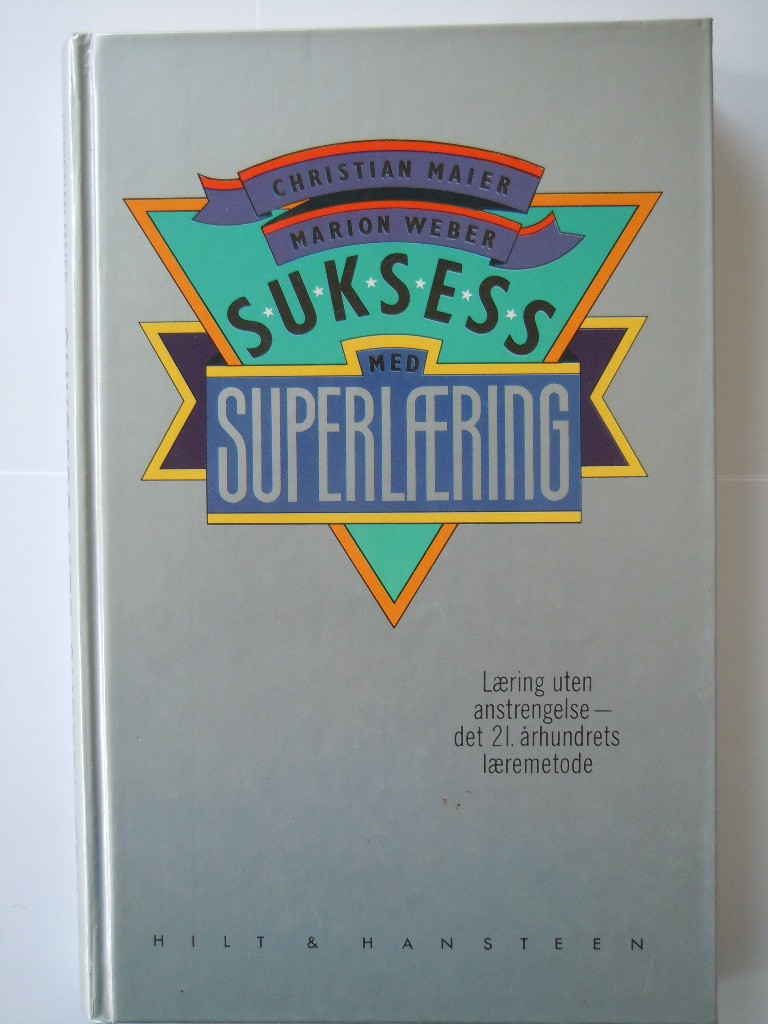 CHRISTIAN MAIER
MARION WEBER
SUKSESS
MED
SUPERLÆRING
Læring uten
anstrengelse —
det 21. århundrets
læremetode
HILT & HANSTEEN